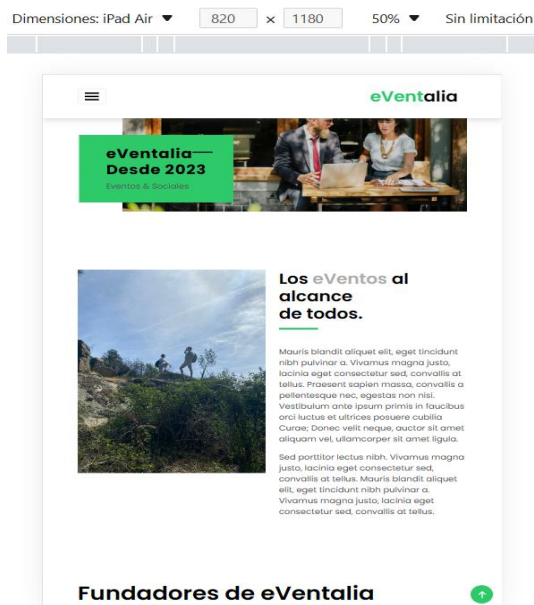 Dimensiones: iPad Air ▼ 820 × 1180 50% ▼ Sin limitación
eVentalia
eVentalia
Desde 2023
Eventos & Sociales
Los eVentos al
alcance
de todos.
Mauris blandit aliquet elit, eget tincidunt
nibh pulvinar a. Vivamus magna justo,
lacinia eget consectetur sed, convallis at
tellus. Praesent sapien massa, convallis a
pellentesque nec, egestas non nisi.
Vestibulum ante ipsum primis in faucibus
orci luctus et ultrices posuere cubilia
Curae; Donec velit neque, auctor sit amet
aliquam vel, ullamcorper sit amet ligula.
Sed porttitor lectus nibh. Vivamus magna
justo, lacinia eget consectetur sed,
convallis at tellus. Mauris blandit aliquet
elit, eget tincidunt nibh pulvinar a.
Vivamus magna justo, lacinia eget
consectetur sed, convallis at tellus.
Fundadores de eVentalia